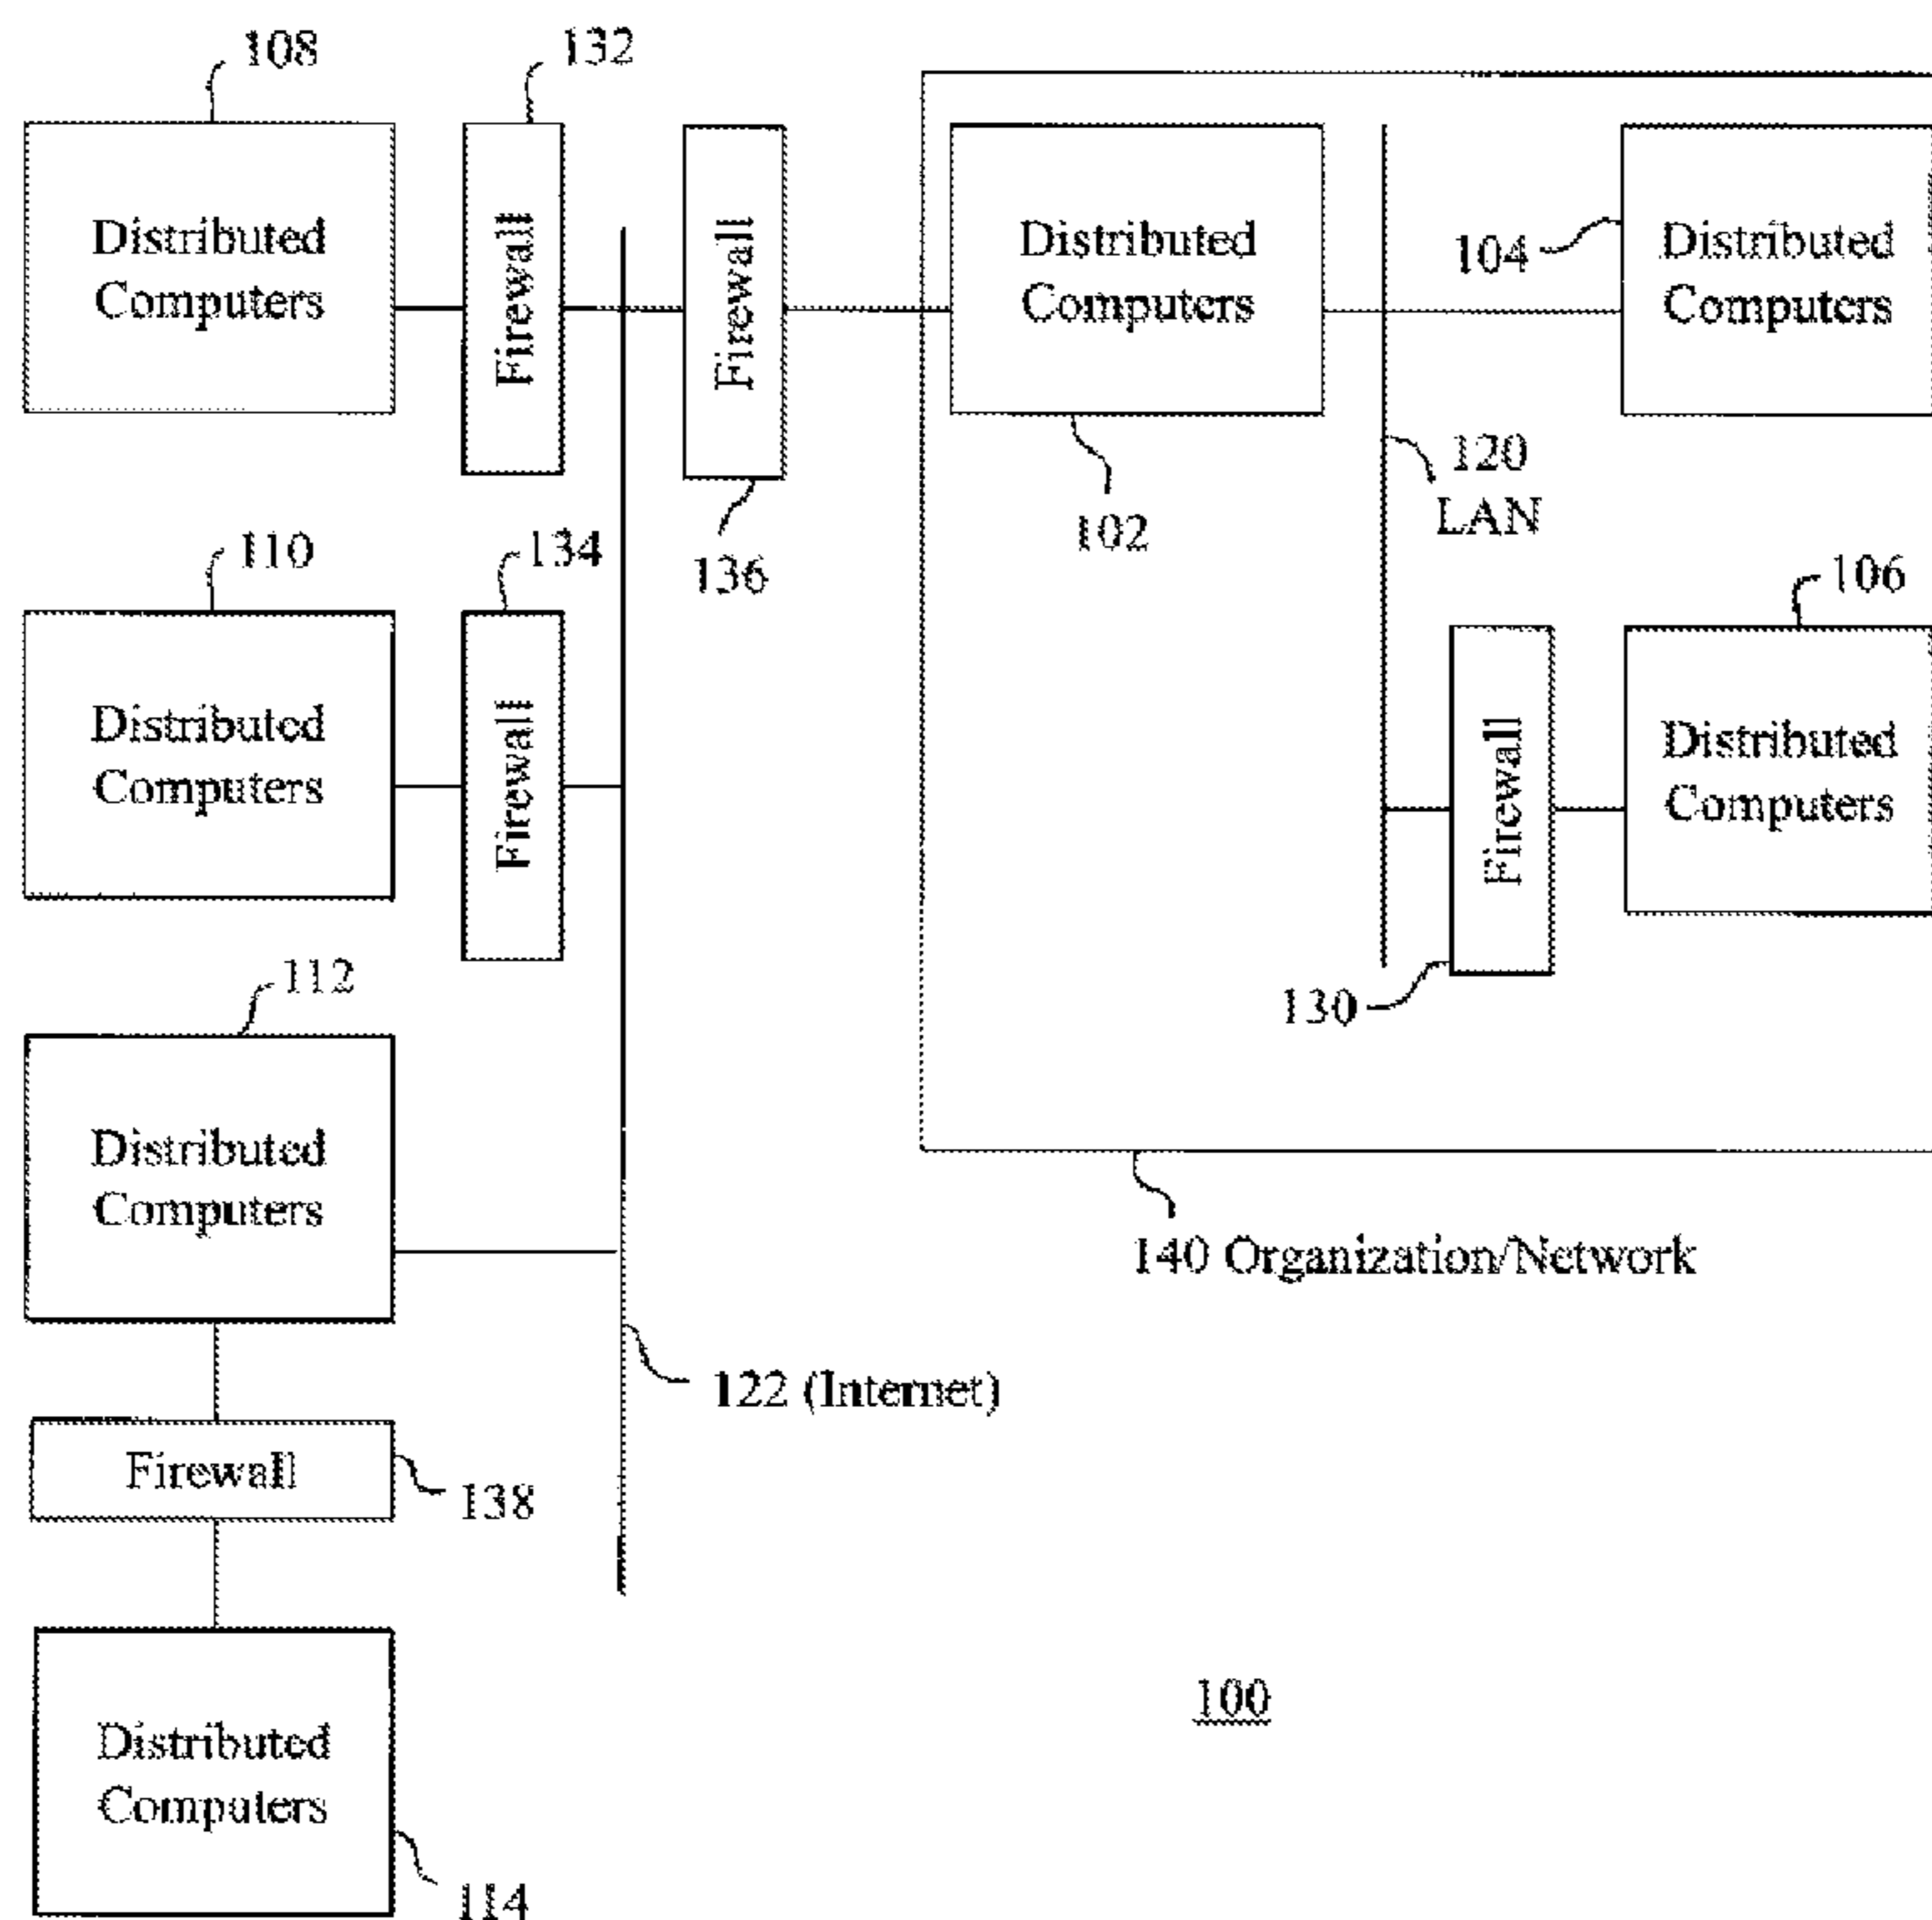 108
132
Distributed
Computers
Firewall
Firewall
Distributed
Computers
104
Distributed
Computers
102
120
LAN
136
110
134
106
Distributed
Computers
Firewall
Firewall
Distributed
Computers
130
112
Distributed
Computers
140 Organization/Network
122 (Internet)
Firewall
138
100
Distributed
Computers
114